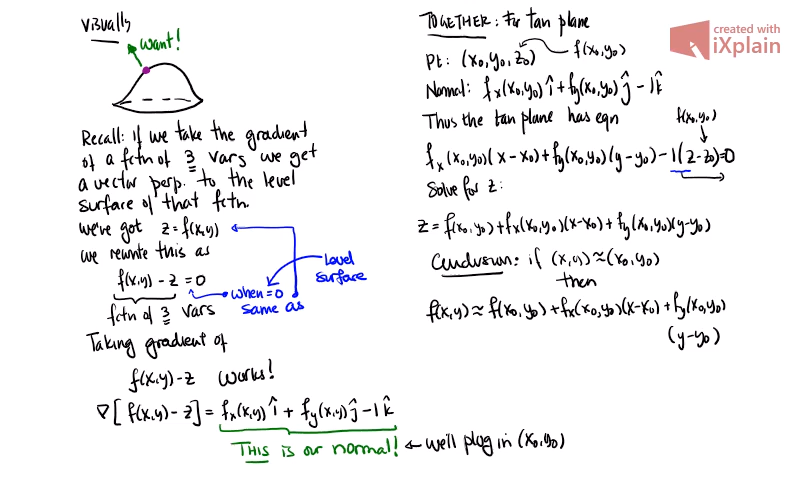 Visually
want!
Recall: if we take the gradient
of a fctn of 3 vars we get
a vector perp. to the level
surface of that fctn.
we've got z = f(x,y)
we rewrite this as
f(x,y) - z = 0
when = 0
same as
Level
surface
fctn of 3 vars
Taking gradient of
f(x,y) - z works!
∇[f(x,y) - z] = fx(x,y) î + fy(x,y) ĵ - 1 k̂
THIS is our normal! ← we'll plug in (x₀,y₀)
TOGETHER: For tan plane
Pt: (x₀,y₀,z₀) f(x₀,y₀)
Normal: fx(x₀,y₀) î + fy(x₀,y₀) ĵ - 1 k̂
Thus the tan plane has eqn
f(x₀,y₀)
fx(x₀,y₀)(x-x₀) + fy(x₀,y₀)(y-y₀) - 1(z-z₀) = 0
Solve for z:
z = f(x₀,y₀) + fx(x₀,y₀)(x-x₀) + fy(x₀,y₀)(y-y₀)
Conclusion: if (x,y) ≈ (x₀,y₀)
then
f(x,y) ≈ f(x₀,y₀) + fx(x₀,y₀)(x-x₀) + fy(x₀,y₀)
(y-y₀)
created with
iXplain